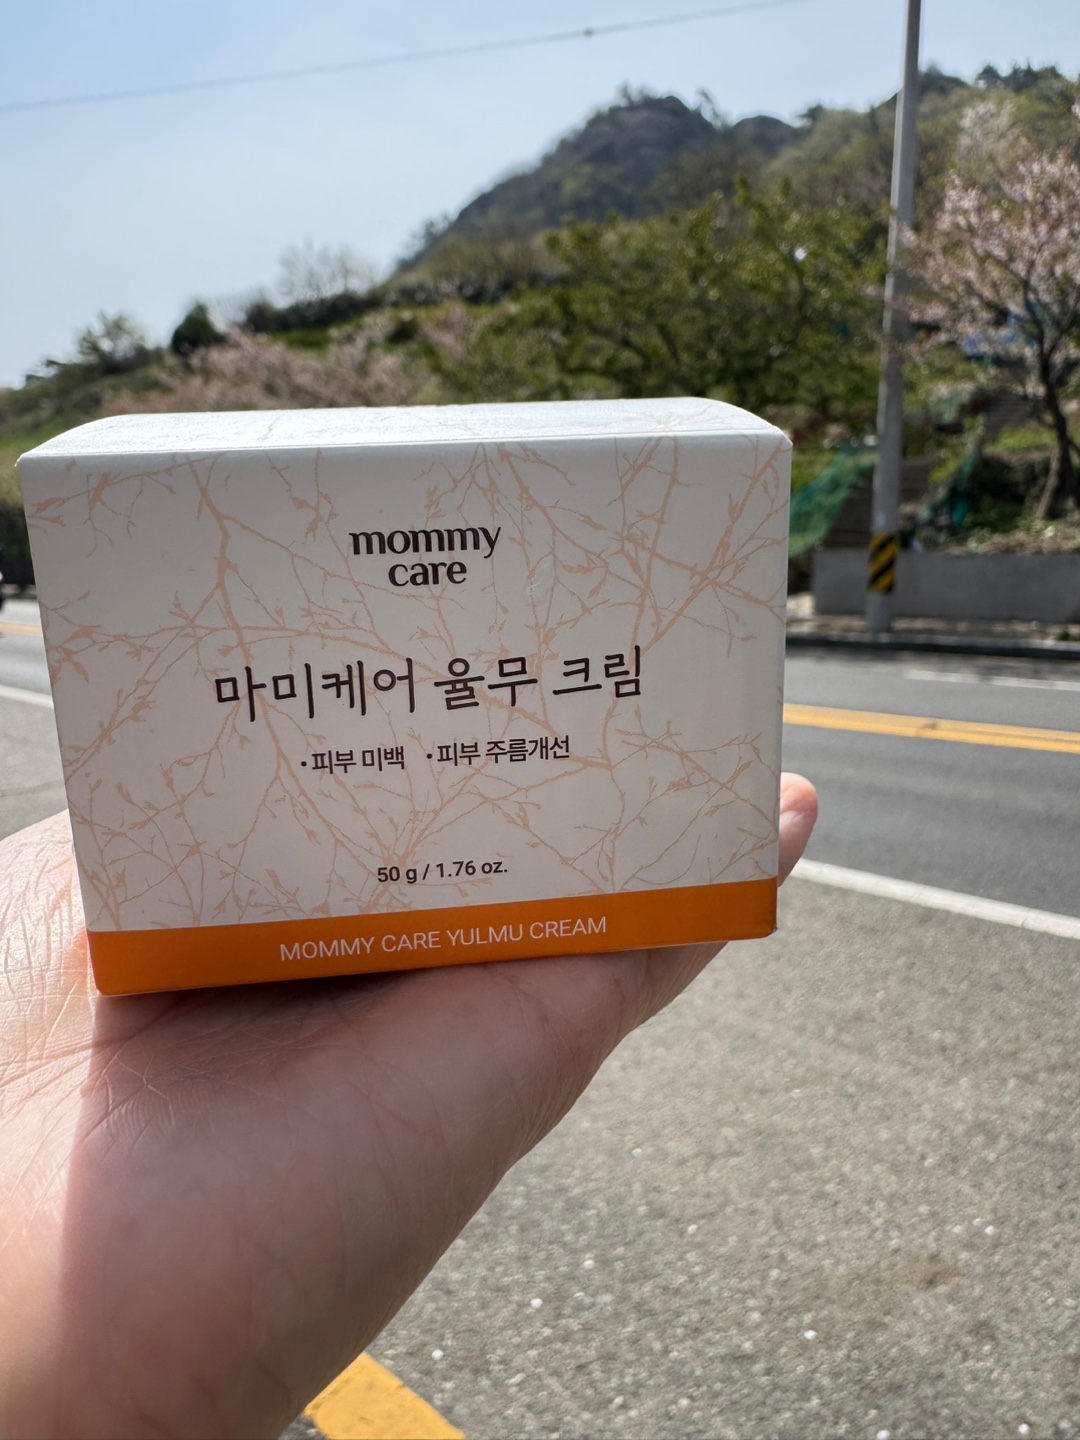 mommy
care
마미케어 율무 크림
•피부 미백 •피부 주름개선
50 g / 1.76 oz.
MOMMY CARE YULMU CREAM